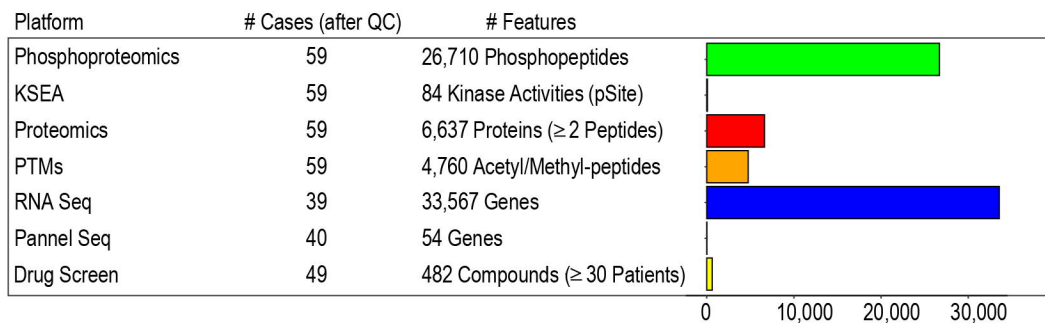 Platform # Cases (after QC) # Features
Phosphoproteomics 59 26,710 Phosphopeptides
KSEA 59 84 Kinase Activities (pSite)
Proteomics 59 6,637 Proteins (≥ 2 Peptides)
PTMs 59 4,760 Acetyl/Methyl-peptides
RNA Seq 39 33,567 Genes
Pannel Seq 40 54 Genes
Drug Screen 49 482 Compounds (≥ 30 Patients)
0 10,000 20,000 30,000